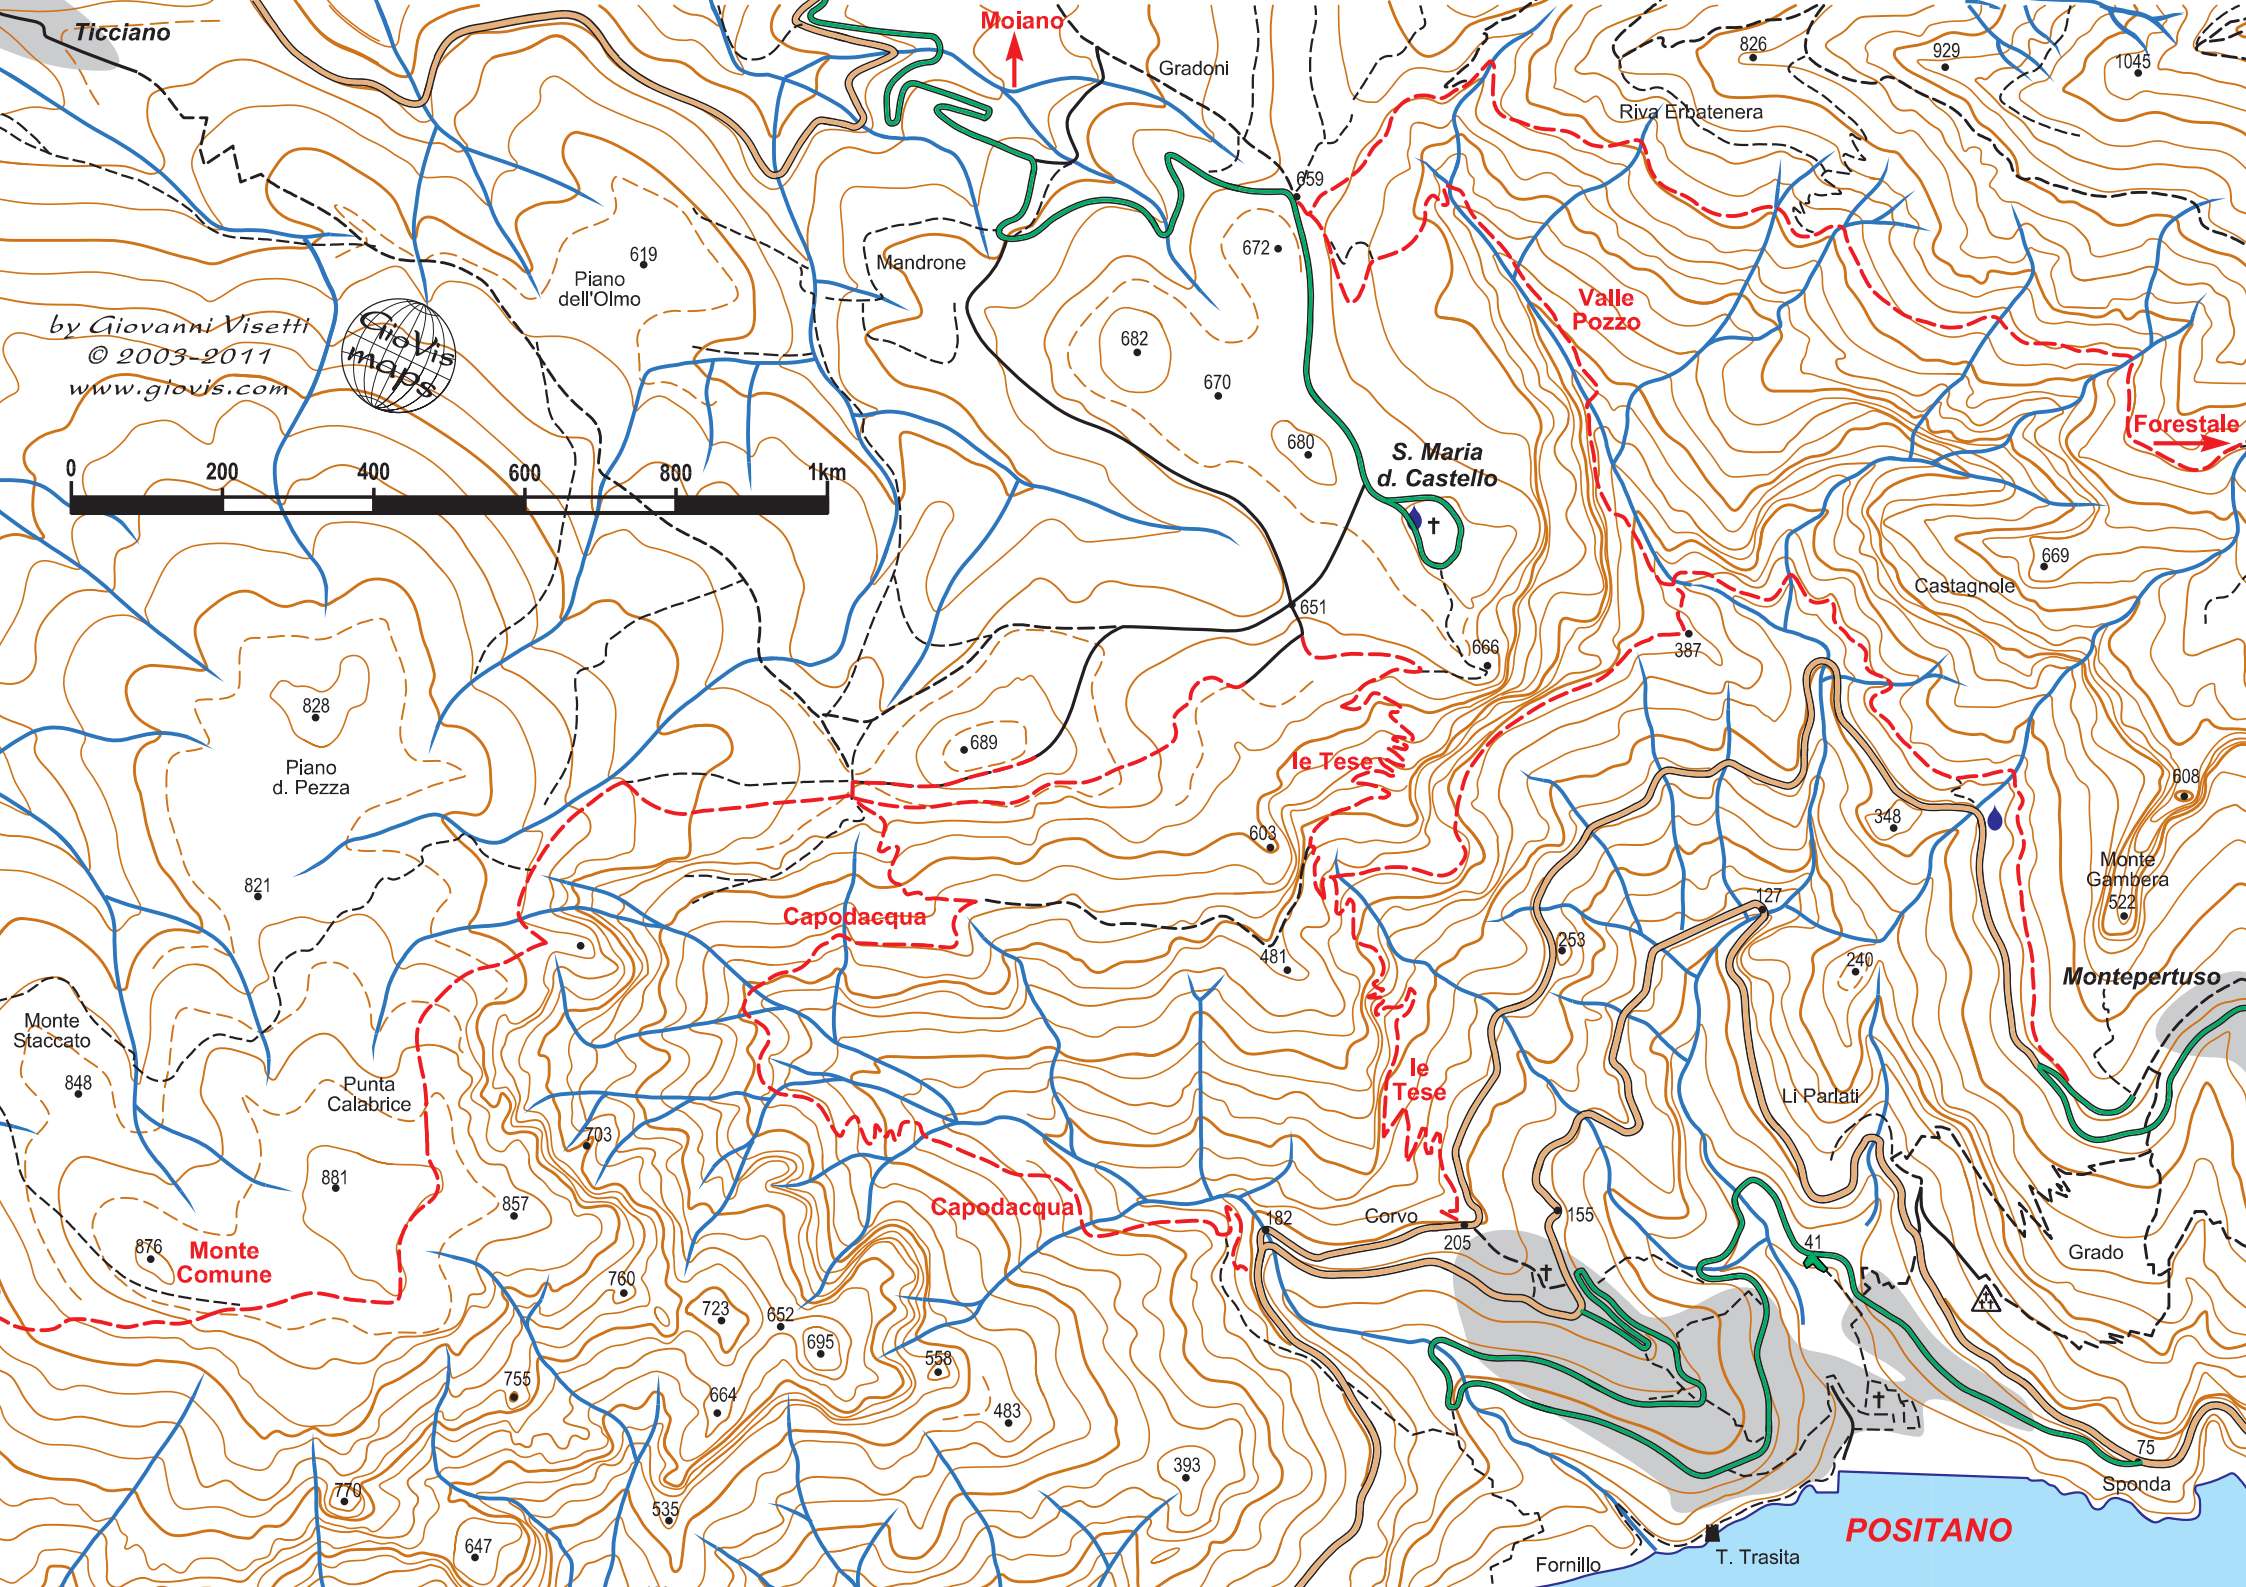 Ticciano
Moiano
Gradoni
826
929
1045
Riva Erbatenera
659
672
619
Piano
dell'Olmo
Mandrone
Valle
Pozzo
by Giovanni Visetti
© 2003-2011
www.giovis.com
GioVis
maps
682
670
680
S. Maria
d. Castello
Forestale
0
200
400
600
800
1km
669
Castagnole
651
666
387
828
689
Piano
d. Pezza
le Tese
603
348
608
821
Monte
Gambera
522
Capodacqua
127
253
240
481
Montepertuso
Monte
Staccato
848
Punta
Calabrice
le
Tese
Li Parlati
703
881
857
Capodacqua
182
Corvo
205
155
41
Grado
876
Monte
Comune
760
723
652
695
558
755
664
483
393
75
Sponda
770
535
647
POSITANO
T. Trasita
Fornillo